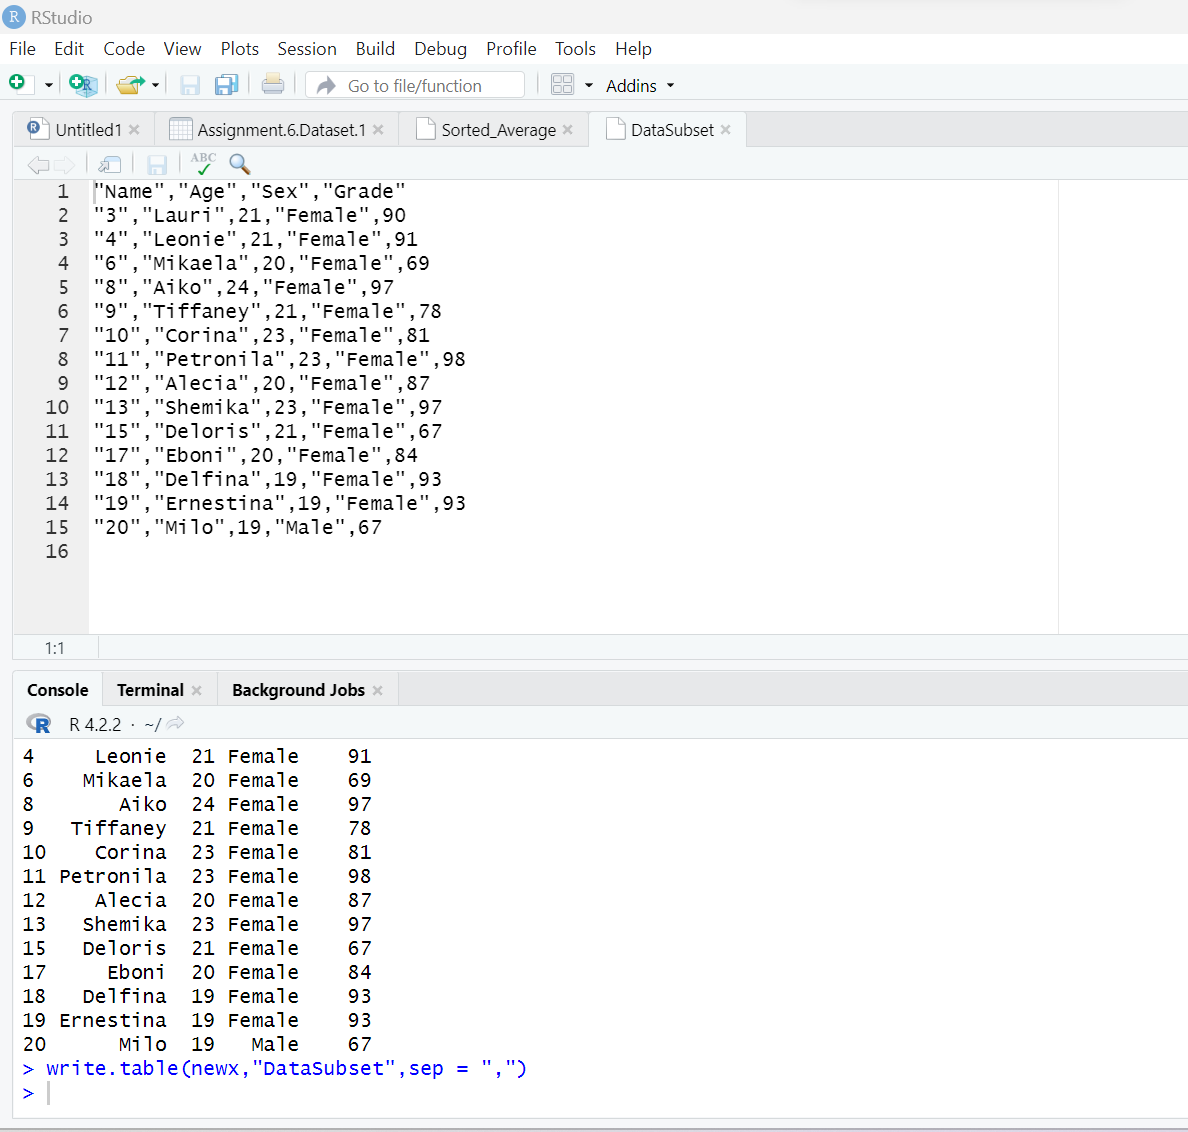 RStudio
File Edit Code View Plots Session Build Debug Profile Tools Help
Go to file/function Addins
Untitled1 Assignment.6.Dataset.1 Sorted_Average DataSubset
ABC
1 "Name","Age","Sex","Grade"
2 "3","Lauri",21,"Female",90
3 "4","Leonie",21,"Female",91
4 "6","Mikaela",20,"Female",69
5 "8","Aiko",24,"Female",97
6 "9","Tiffaney",21,"Female",78
7 "10","Corina",23,"Female",81
8 "11","Petronila",23,"Female",98
9 "12","Alecia",20,"Female",87
10 "13","Shemika",23,"Female",97
11 "15","Deloris",21,"Female",67
12 "17","Eboni",20,"Female",84
13 "18","Delfina",19,"Female",93
14 "19","Ernestina",19,"Female",93
15 "20","Milo",19,"Male",67
16
1:1
Console Terminal Background Jobs
R 4.2.2 · ~/
4 Leonie 21 Female 91
6 Mikaela 20 Female 69
8 Aiko 24 Female 97
9 Tiffaney 21 Female 78
10 Corina 23 Female 81
11 Petronila 23 Female 98
12 Alecia 20 Female 87
13 Shemika 23 Female 97
15 Deloris 21 Female 67
17 Eboni 20 Female 84
18 Delfina 19 Female 93
19 Ernestina 19 Female 93
20 Milo 19 Male 67
> write.table(newx,"DataSubset",sep = ",")
>